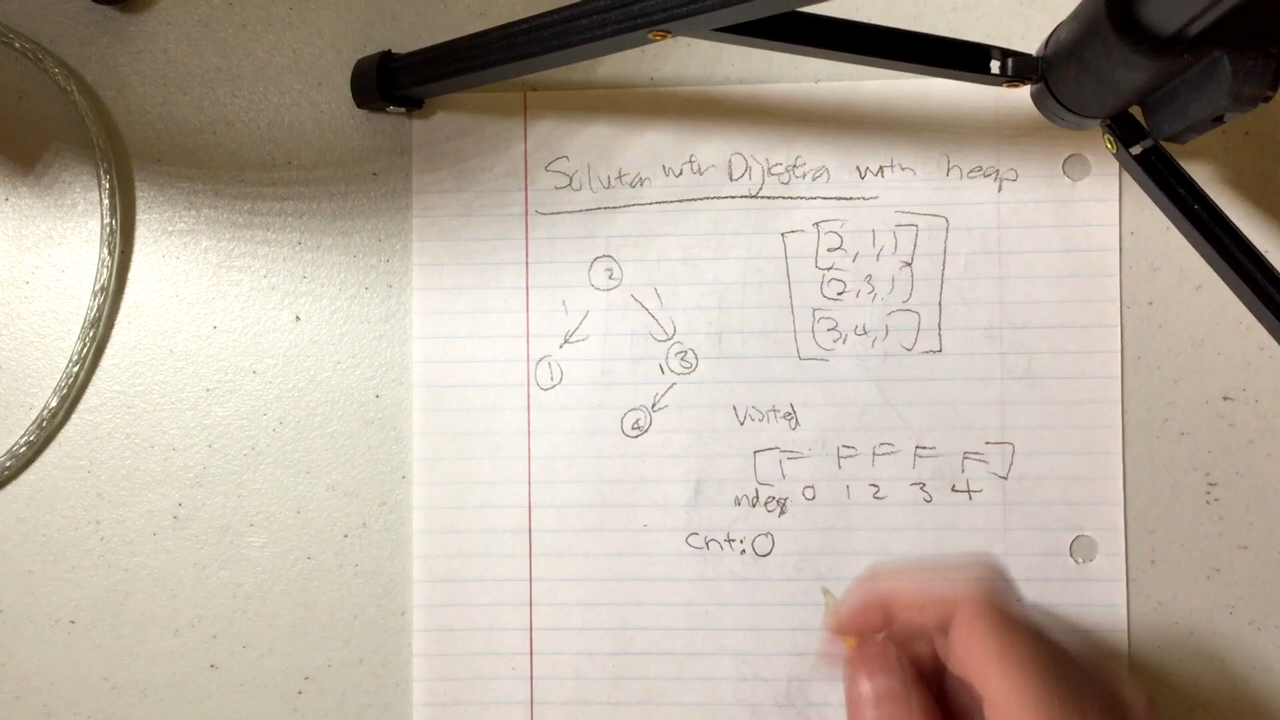 Solution with Dijkstra with heap
2
1 1
1 3
1
4
[[2, 1, 1]
[2, 3, 1]
[3, 4, 1]]
Visited
[F F F F F]
index 0 1 2 3 4
Cnt: 0